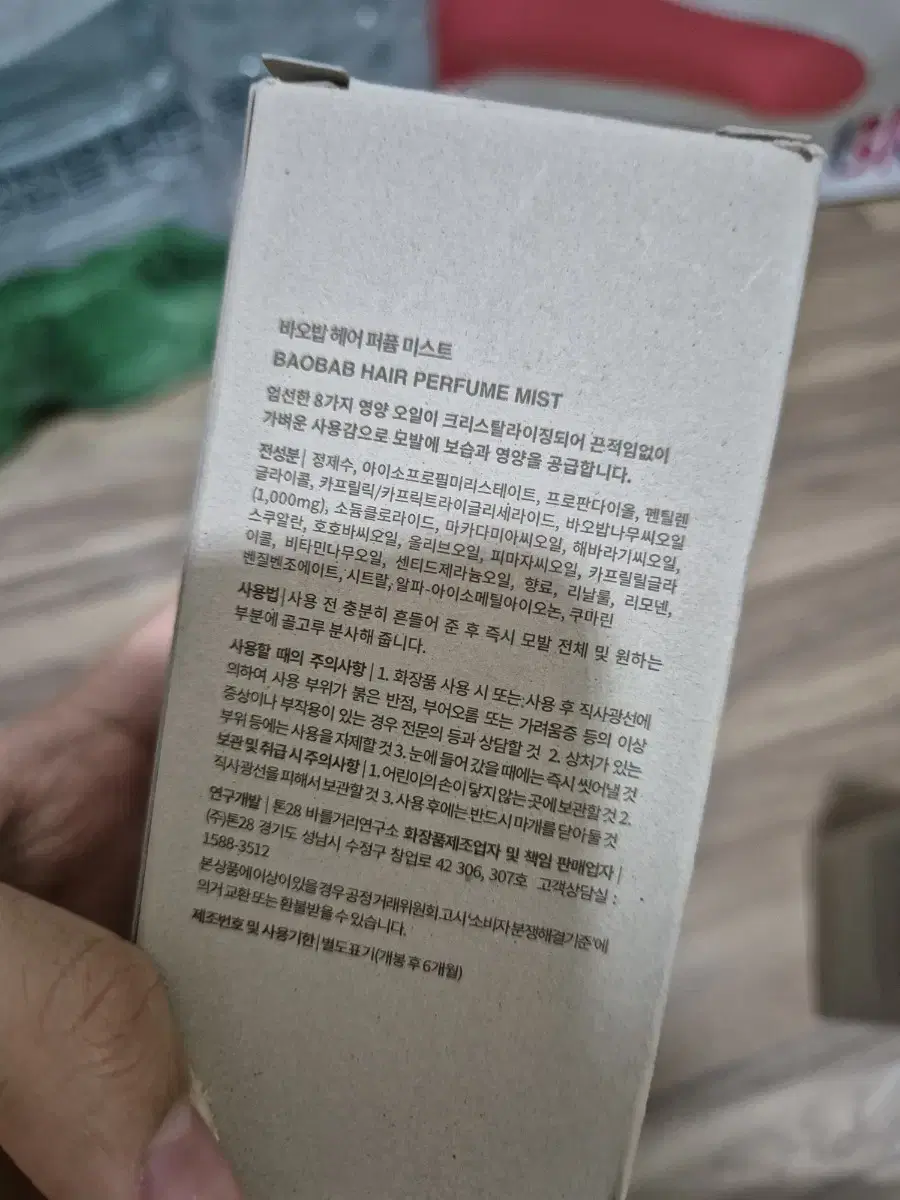 바오밥 헤어 퍼퓸 미스트
BAOBAB HAIR PERFUME MIST
엄선한 8가지 영양 오일이 크리스탈라이징되어 끈적임없이
가벼운 사용감으로 모발에 보습과 영양을 공급합니다.
전성분 | 정제수, 아이소프로필미리스테이트, 프로판다이올, 펜틸렌
글라이콜, 카프릴릭/카프릭트라이글리세라이드, 바오밥나무씨오일
(1,000mg), 소듐클로라이드, 마카다미아씨오일, 해바라기씨오일,
스쿠알란, 호호바씨오일, 올리브오일, 피마자씨오일, 카프릴릴글라
이콜, 비타민나무오일, 센티드제라늄오일, 향료, 리날룰, 리모넨,
벤질벤조에이트, 시트랄, 알파-아이소메틸아이오논, 쿠마린
사용법 | 사용 전 충분히 흔들어 준 후 즉시 모발 전체 및 원하는
부분에 골고루 분사해 줍니다.
사용할 때의 주의사항 | 1. 화장품 사용 시 또는 사용 후 직사광선에
의하여 사용 부위가 붉은 반점, 부어오름 또는 가려움증 등의 이상
증상이나 부작용이 있는 경우 전문의 등과 상담할 것 2. 상처가 있는
부위 등에는 사용을 자제할 것 3. 눈에 들어 갔을 때에는 즉시 씻어낼 것
보관 및 취급 시 주의사항 | 1. 어린이의 손이 닿지 않는 곳에 보관할 것 2.
직사광선을 피해서 보관할 것 3. 사용 후에는 반드시 마개를 닫아둘 것
연구개발 | 톤28 바를거리연구소 화장품제조업자 및 책임 판매업자 |
(주)톤28 경기도 성남시 수정구 창업로 42 306, 307호 고객상담실 :
1588-3512
본 상품에 이상이 있을 경우 공정거래위원회 고시 '소비자 분쟁해결기준'에
의거 교환 또는 환불받을 수 있습니다.
제조번호 및 사용기한 | 별도표기(개봉 후 6개월)